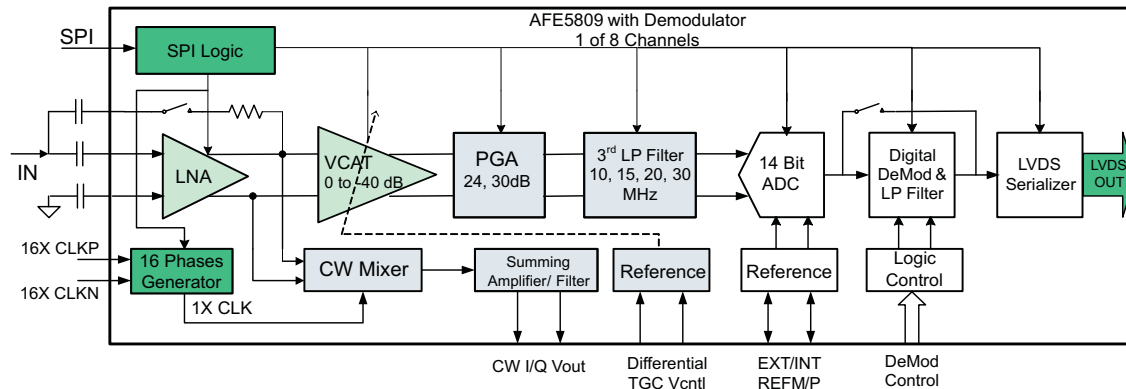 AFE5809 with Demodulator
1 of 8 Channels
SPI
SPI Logic
IN
LNA
VCAT
0 to -40 dB
PGA
24, 30dB
3rd LP Filter
10, 15, 20, 30
MHz
14 Bit
ADC
Digital
DeMod &
LP Filter
LVDS
Serializer
LVDS
OUT
16X CLKP
16X CLKN
16 Phases
Generator
1X CLK
CW Mixer
Summing
Amplifier/ Filter
Reference
Reference
Logic
Control
CW I/Q Vout
Differential
TGC Vcntl
EXT/INT
REFM/P
DeMod
Control